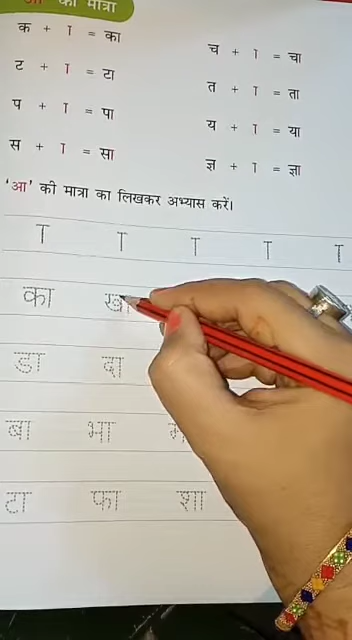 'आ' की मात्रा
क + ा = का
च + ा = चा
ट + ा = टा
त + ा = ता
प + ा = पा
य + ा = या
स + ा = सा
ज्ञ + ा = ज्ञा
'आ' की मात्रा का लिखकर अभ्यास करें।
ा ा ा ा ा
का खा
डा दा
बा भा
टा फा शा